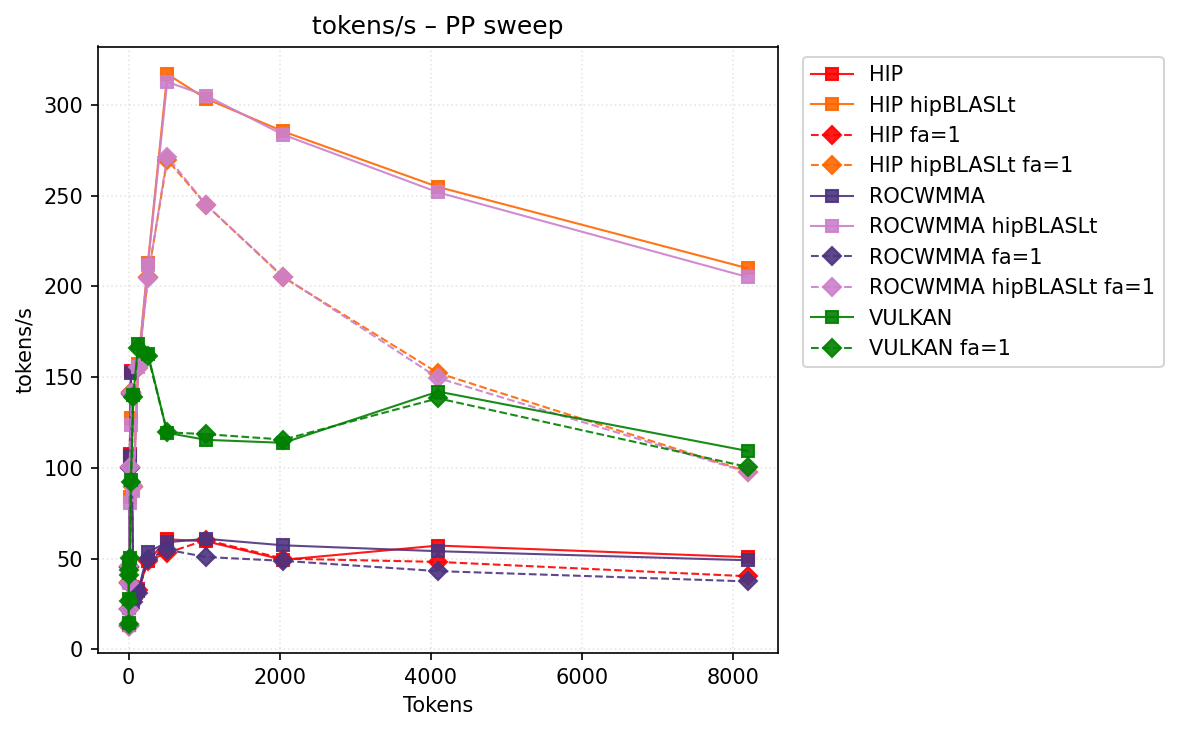 tokens/s – PP sweep
tokens/s
300
250
200
150
100
50
0
0 2000 4000 6000 8000
Tokens
HIP
HIP hipBLASLt
HIP fa=1
HIP hipBLASLt fa=1
ROCWMMA
ROCWMMA hipBLASLt
ROCWMMA fa=1
ROCWMMA hipBLASLt fa=1
VULKAN
VULKAN fa=1